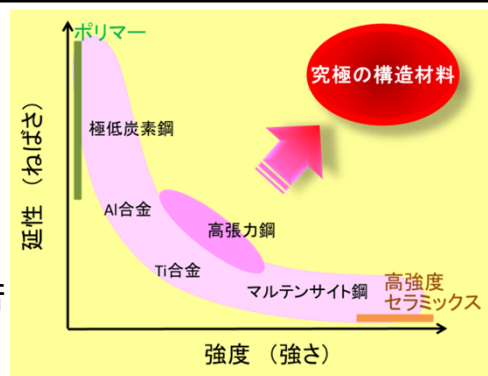 ポリマー
究極の構造材料
極低炭素鋼
延性（ねばさ）
Al合金
高張力鋼
Ti合金
マルテンサイト鋼
高強度
セラミックス
強度（強さ）